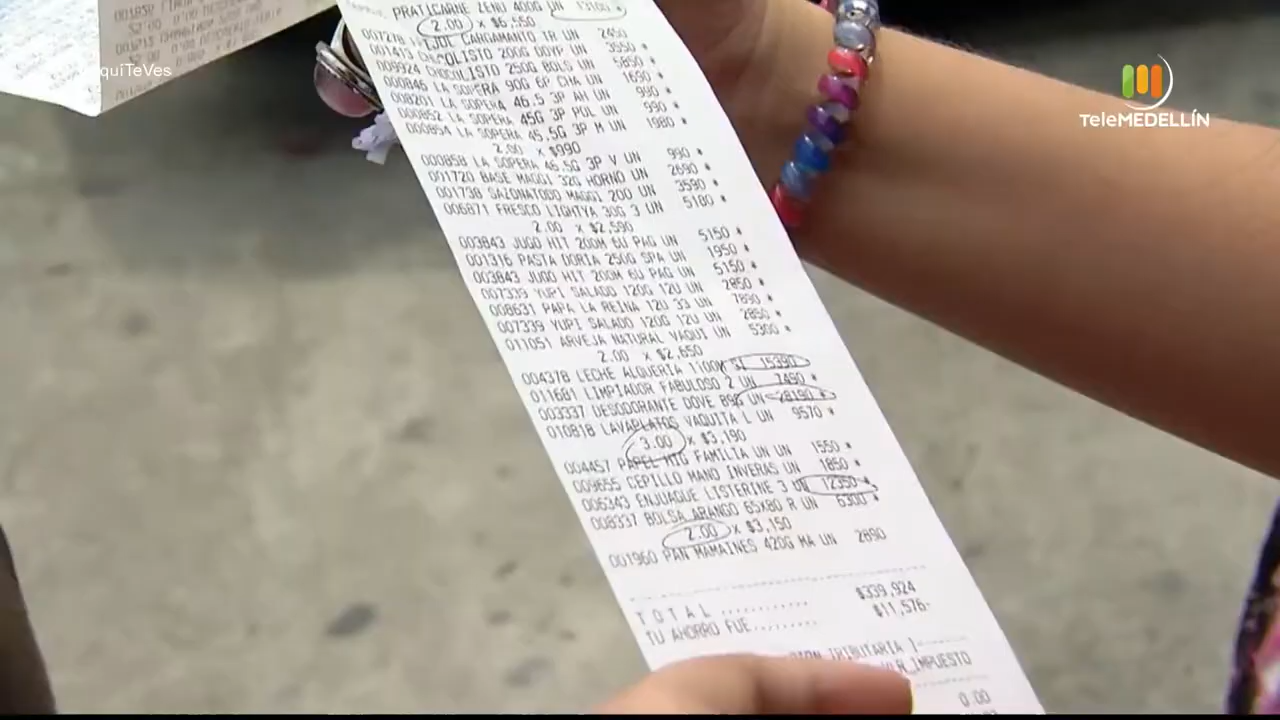 quiTeVes
TeleMEDELLÍN
PRATICARNE ZENU 400G UN 13100 *
2.00 x $6,550
CARGAMANTO 1R UN 2450
001413 CHOCOLISTO 200G DOYP UN 3550 *
009924 CHOCOLISTO 250G BOLS UN 5850 *
000846 LA SOPERA 90G 6P CHA UN 1690 *
008201 LA SOPERA 46.5 3P AH UN 990 *
000852 LA SOPERA 45G 3P POL UN 990 *
000854 LA SOPERA 45.5G 3P M UN 1980 *
2.00 x $990
000858 LA SOPERA 46.5G 3P V UN 990 *
001720 BASE MAGGI 32G HORNO UN 2690 *
001738 SAZONATODO MAGGI 20U UN 3590 *
006871 FRESCO LIGHTYA 30G 3 UN 5180 *
2.00 x $2,590
003843 JUGO HIT 200M 6U PAG UN 5150 *
001316 PASTA DORIA 250G SPA UN 1950 *
003843 JUGO HIT 200M 6U PAG UN 5150 *
007339 YUPI SALADO 120G 12U UN 2850 *
008631 PAPA LA REINA 12U 33 UN 7890 *
007339 YUPI SALADO 120G 12U UN 2850 *
011051 ARVEJA NATURAL VAQUI UN 5300 *
2.00 x $2,650
004378 LECHE ALQUERIA 1100M 15390
011681 LIMPIADOR FABULOSO 2 UN 7490 *
003337 DESODORANTE DOVE 89G UN 28190 *
010818 LAVAPLATOS VAQUITA L UN 9570 *
3.00 x $3,190
004457 PAPEL HIG FAMILIA UN UN 1550 *
009655 CEPILLO MANO INVERAS UN 1850 *
006343 ENJUAGUE LISTERINE 3 UN 12350 *
008337 BOLSA ARANGO 65X80 R UN 6300 *
2.00 x $3,150
001960 PAN MAMAINES 420G MA UN 2890
TOTAL .......... $339,924
TU AHORRO FUE......... $11,576-
TRIBUTARIA ]------
IMPUESTO
0.00